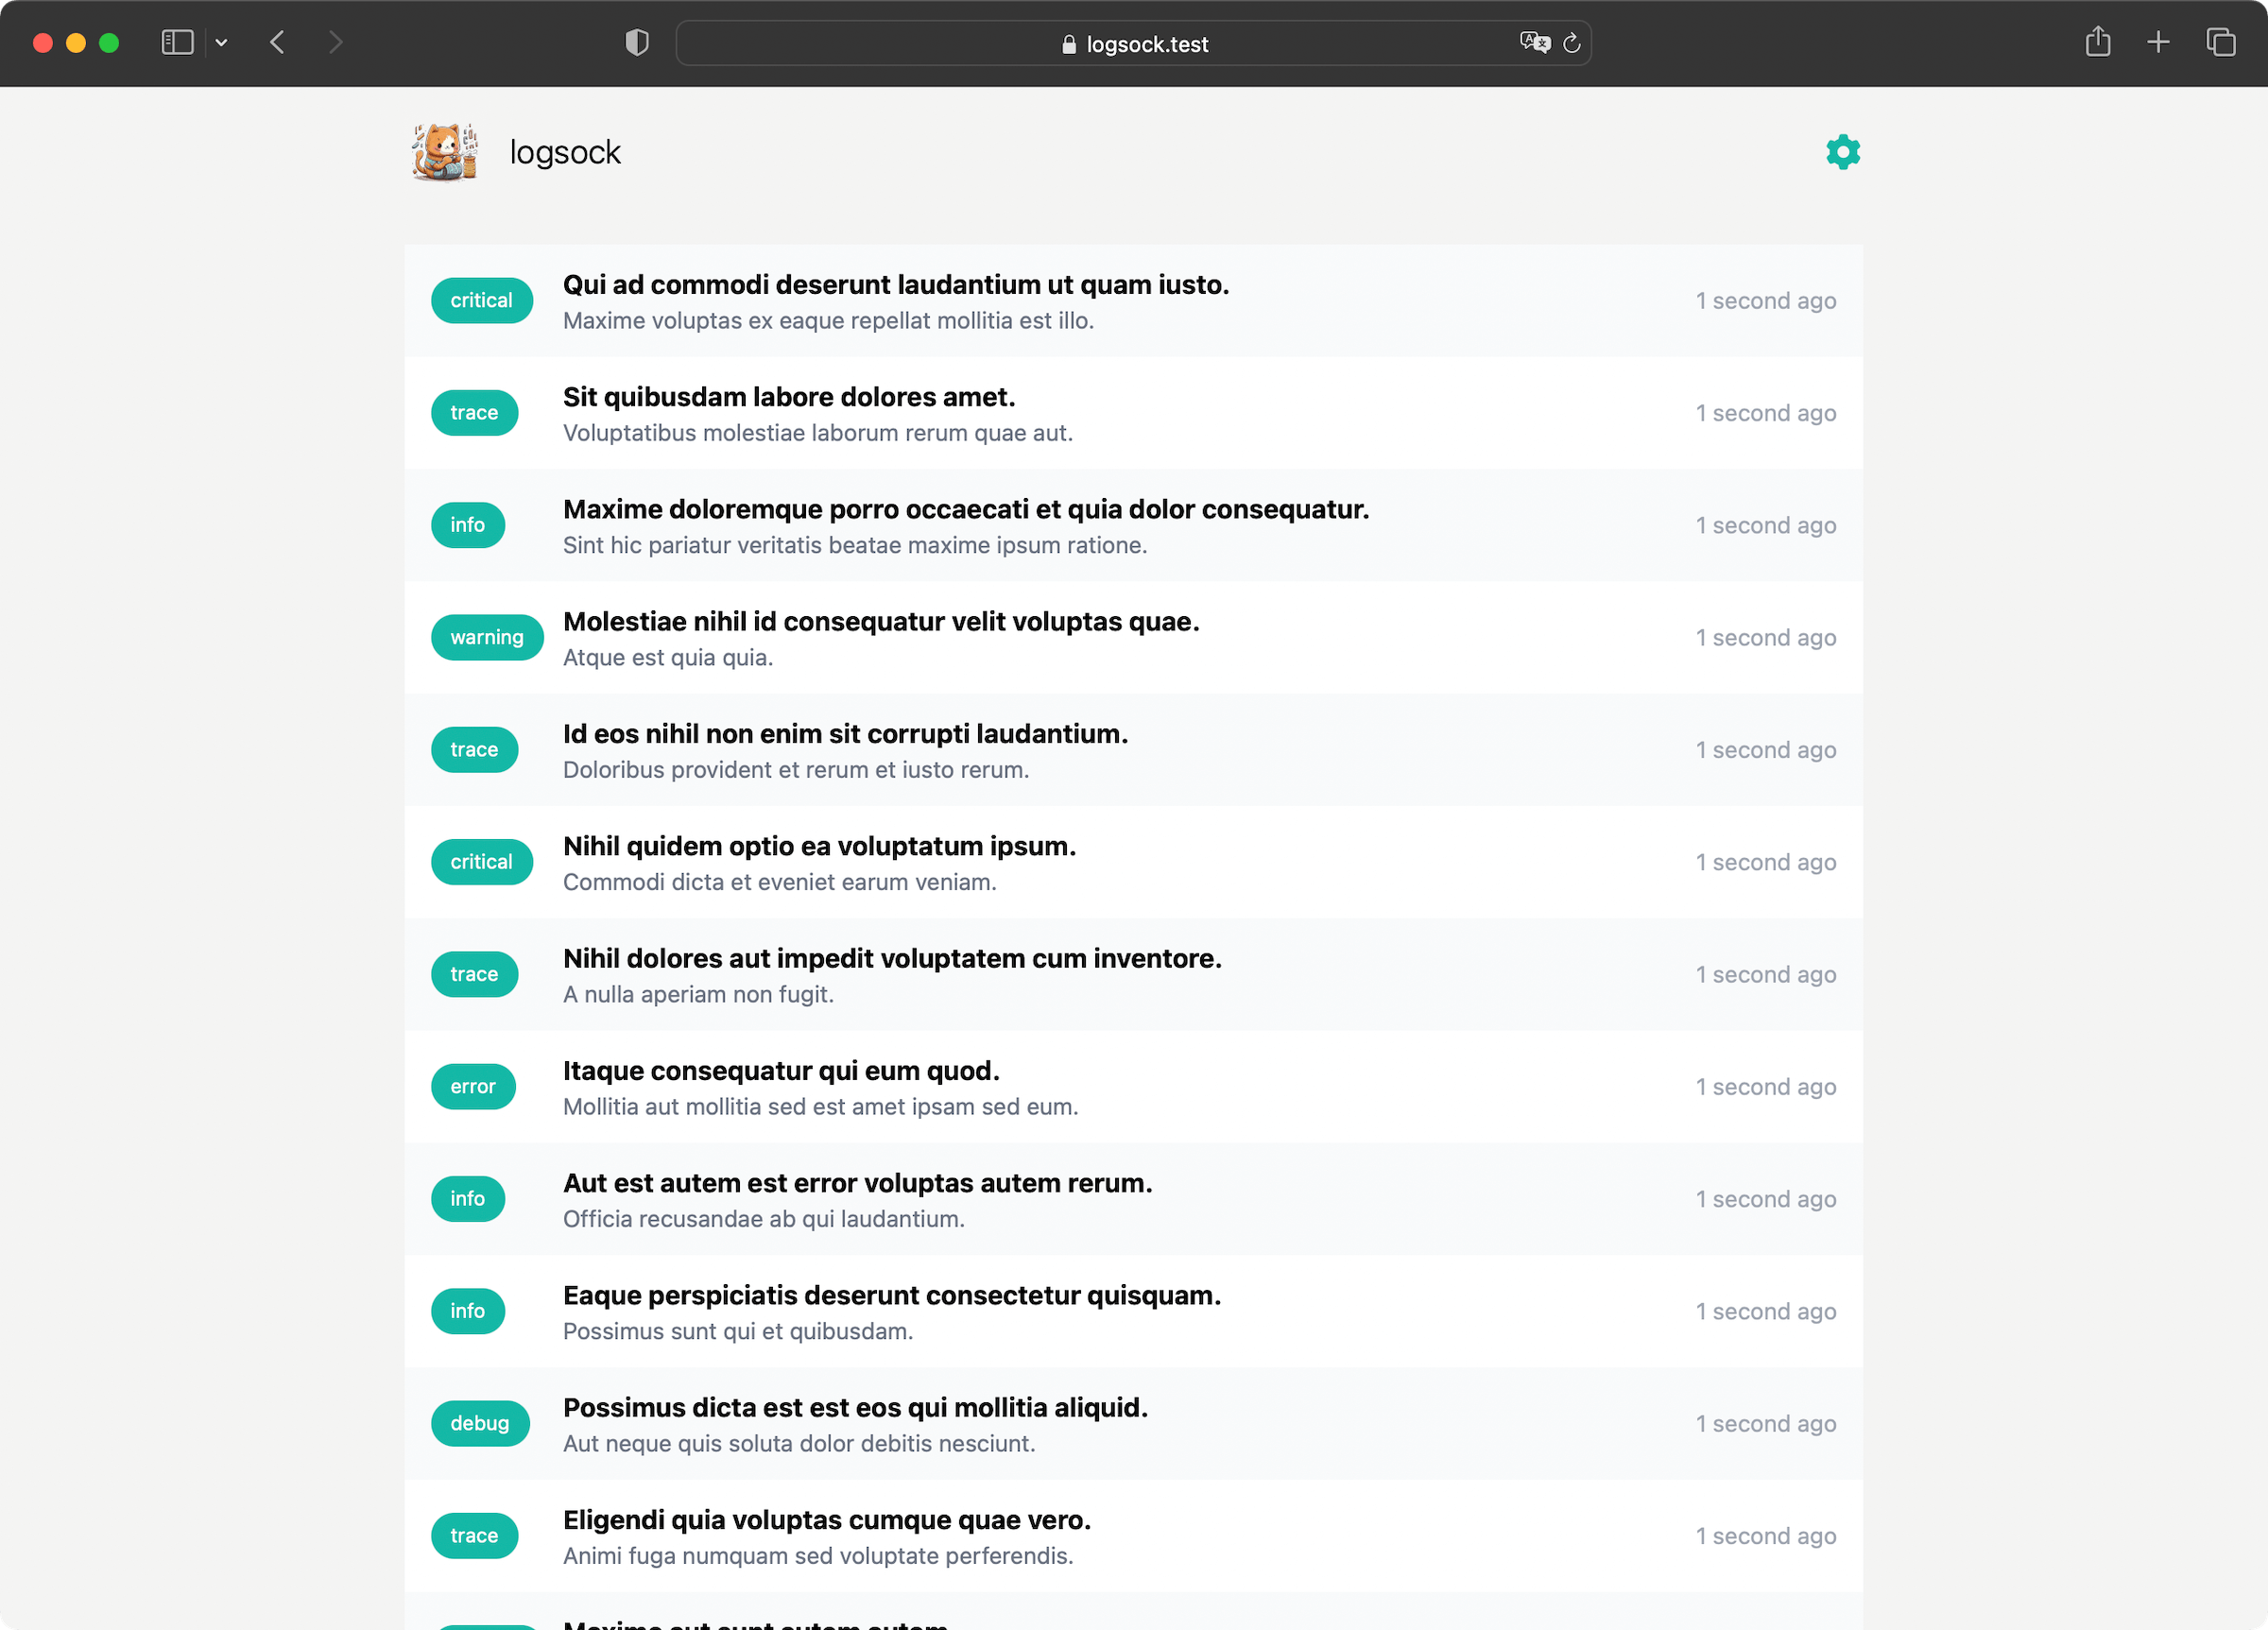 logsock.test
logsock
critical
Qui ad commodi deserunt laudantium ut quam iusto.
Maxime voluptas ex eaque repellat mollitia est illo.
1 second ago
trace
Sit quibusdam labore dolores amet.
Voluptatibus molestiae laborum rerum quae aut.
1 second ago
info
Maxime doloremque porro occaecati et quia dolor consequatur.
Sint hic pariatur veritatis beatae maxime ipsum ratione.
1 second ago
warning
Molestiae nihil id consequatur velit voluptas quae.
Atque est quia quia.
1 second ago
trace
Id eos nihil non enim sit corrupti laudantium.
Doloribus provident et rerum et iusto rerum.
1 second ago
critical
Nihil quidem optio ea voluptatum ipsum.
Commodi dicta et eveniet earum veniam.
1 second ago
trace
Nihil dolores aut impedit voluptatem cum inventore.
A nulla aperiam non fugit.
1 second ago
error
Itaque consequatur qui eum quod.
Mollitia aut mollitia sed est amet ipsam sed eum.
1 second ago
info
Aut est autem est error voluptas autem rerum.
Officia recusandae ab qui laudantium.
1 second ago
info
Eaque perspiciatis deserunt consectetur quisquam.
Possimus sunt qui et quibusdam.
1 second ago
debug
Possimus dicta est est eos qui mollitia aliquid.
Aut neque quis soluta dolor debitis nesciunt.
1 second ago
trace
Eligendi quia voluptas cumque quae vero.
Animi fuga numquam sed voluptate perferendis.
1 second ago